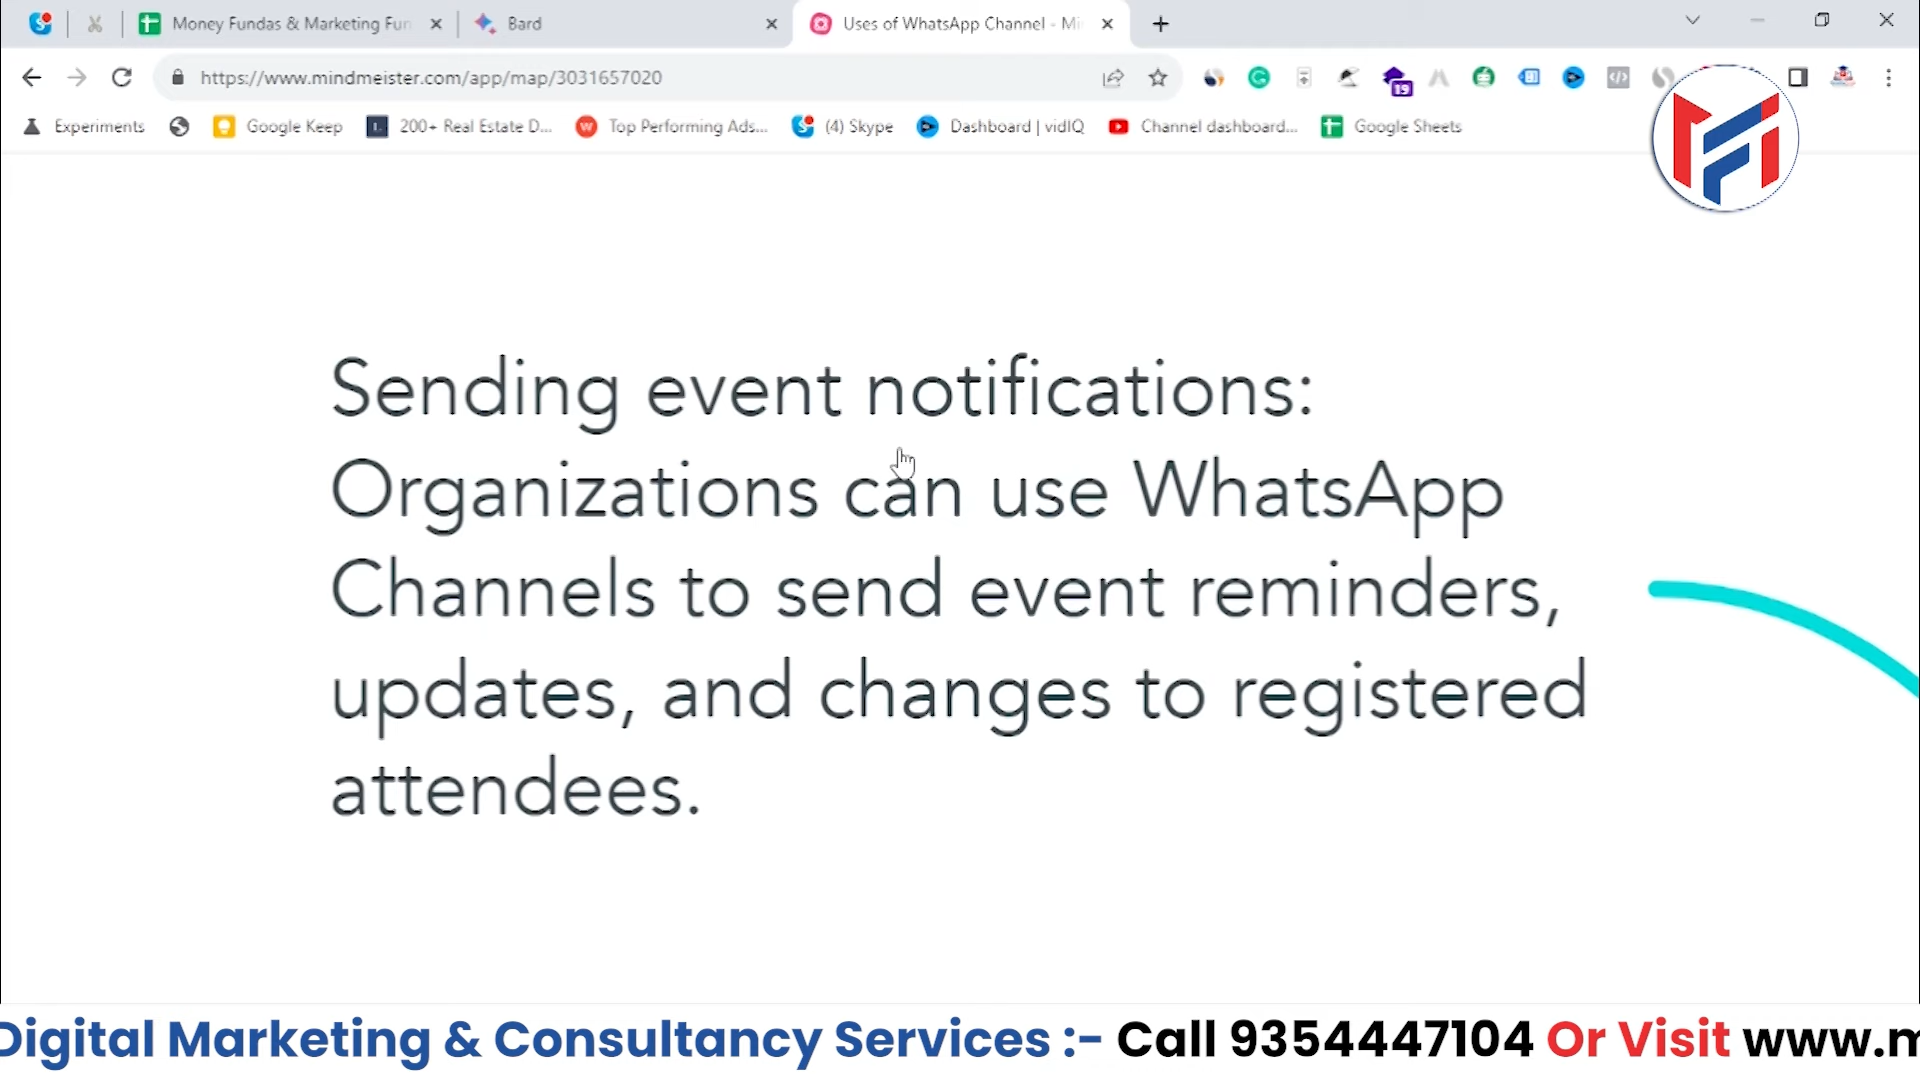 Money Fundas & Marketing Fun
Bard
Uses of WhatsApp Channel - Mi
https://www.mindmeister.com/app/map/3031657020
19
Experiments
Google Keep
200+ Real Estate D...
Top Performing Ads...
(4) Skype
Dashboard | vidIQ
Channel dashboard...
Google Sheets
Sending event notifications:
Organizations can use WhatsApp
Channels to send event reminders,
updates, and changes to registered
attendees.
Digital Marketing & Consultancy Services :- Call 9354447104 Or Visit www.m